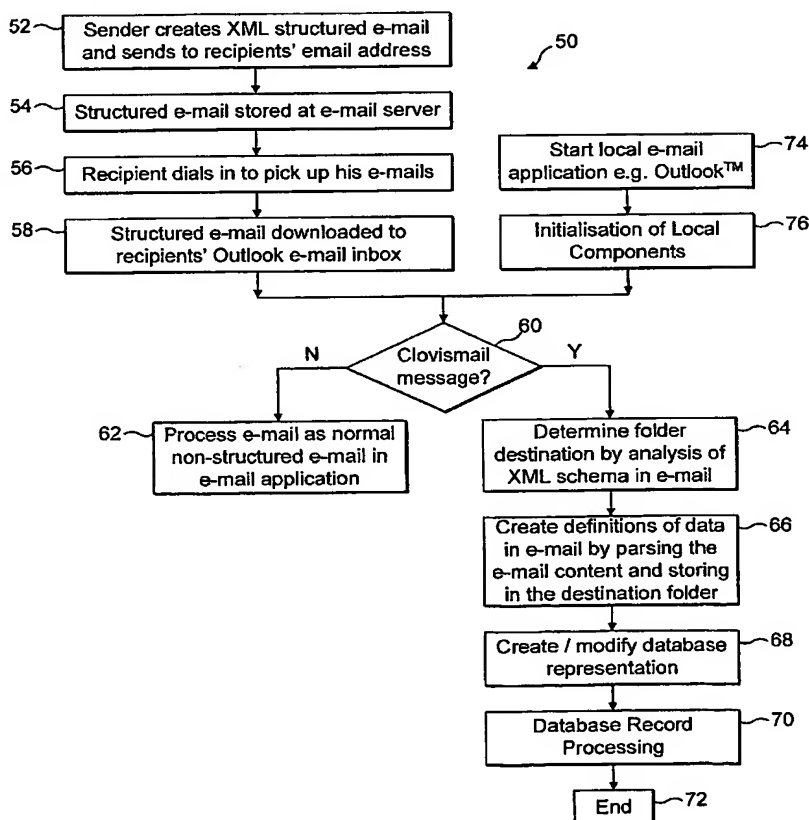 52
Sender creates XML structured e-mail
and sends to recipients' email address
50
54
Structured e-mail stored at e-mail server
56
Recipient dials in to pick up his e-mails
58
Structured e-mail downloaded to
recipients' Outlook e-mail inbox
Start local e-mail
application e.g. Outlook™
74
Initialisation of Local
Components
76
60
Clovismail
message?
N
Y
62
Process e-mail as normal
non-structured e-mail in
e-mail application
Determine folder
destination by analysis of
XML schema in e-mail
64
Create definitions of data
in e-mail by parsing the
e-mail content and storing
in the destination folder
66
Create / modify database
representation
68
Database Record
Processing
70
End
72